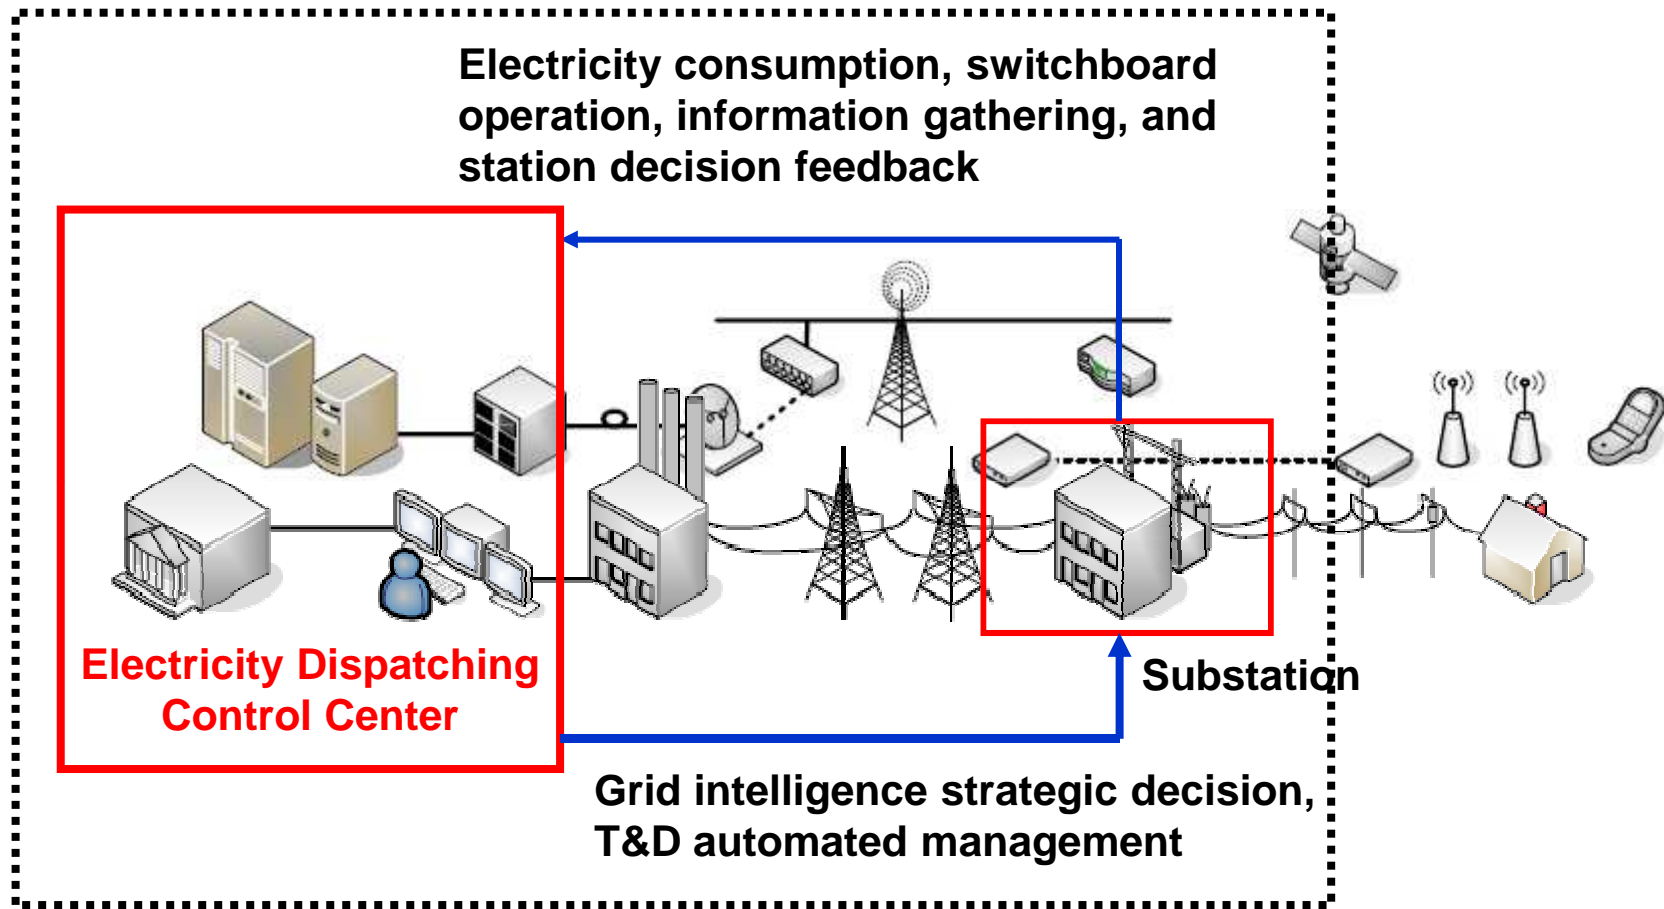 Electricity consumption, switchboard
operation, information gathering, and
station decision feedback
Electricity Dispatching
Control Center
Substation
Grid intelligence strategic decision,
T&D automated management